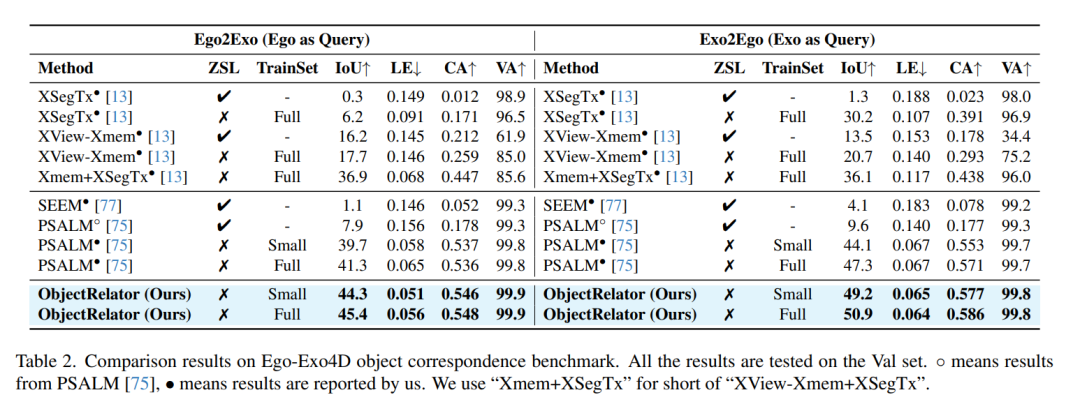 Ego2Exo (Ego as Query) Exo2Ego (Exo as Query)
Method ZSL TrainSet IoU↑ LE↓ CA↑ VA↑ Method ZSL TrainSet IoU↑ LE↓ CA↑ VA↑
XSegTx• [13] ✔ - 0.3 0.149 0.012 98.9 XSegTx• [13] ✔ - 1.3 0.188 0.023 98.0
XSegTx• [13] ✗ Full 6.2 0.091 0.171 96.5 XSegTx• [13] ✗ Full 30.2 0.107 0.391 96.9
XView-Xmem• [13] ✔ - 16.2 0.145 0.212 61.9 XView-Xmem• [13] ✔ - 13.5 0.153 0.178 34.4
XView-Xmem• [13] ✗ Full 17.7 0.146 0.259 85.0 XView-Xmem• [13] ✗ Full 20.7 0.140 0.293 75.2
Xmem+XSegTx• [13] ✗ Full 36.9 0.068 0.447 85.6 Xmem+XSegTx• [13] ✗ Full 36.1 0.117 0.438 96.0
SEEM• [77] ✔ - 1.1 0.146 0.052 99.3 SEEM• [77] ✔ - 4.1 0.183 0.078 99.2
PSALM○ [75] ✔ - 7.9 0.156 0.178 99.3 PSALM○ [75] ✔ - 9.6 0.140 0.177 99.3
PSALM• [75] ✗ Small 39.7 0.058 0.537 99.8 PSALM• [75] ✗ Small 44.1 0.067 0.553 99.7
PSALM• [75] ✗ Full 41.3 0.065 0.536 99.8 PSALM• [75] ✗ Full 47.3 0.067 0.571 99.7
ObjectRelator (Ours) ✗ Small 44.3 0.051 0.546 99.9 ObjectRelator (Ours) ✗ Small 49.2 0.065 0.577 99.8
ObjectRelator (Ours) ✗ Full 45.4 0.056 0.548 99.9 ObjectRelator (Ours) ✗ Full 50.9 0.064 0.586 99.8
Table 2. Comparison results on Ego-Exo4D object correspondence benchmark. All the results are tested on the Val set. ○ means results
from PSALM [75], • means results are reported by us. We use “Xmem+XSegTx” for short of “XView-Xmem+XSegTx”.